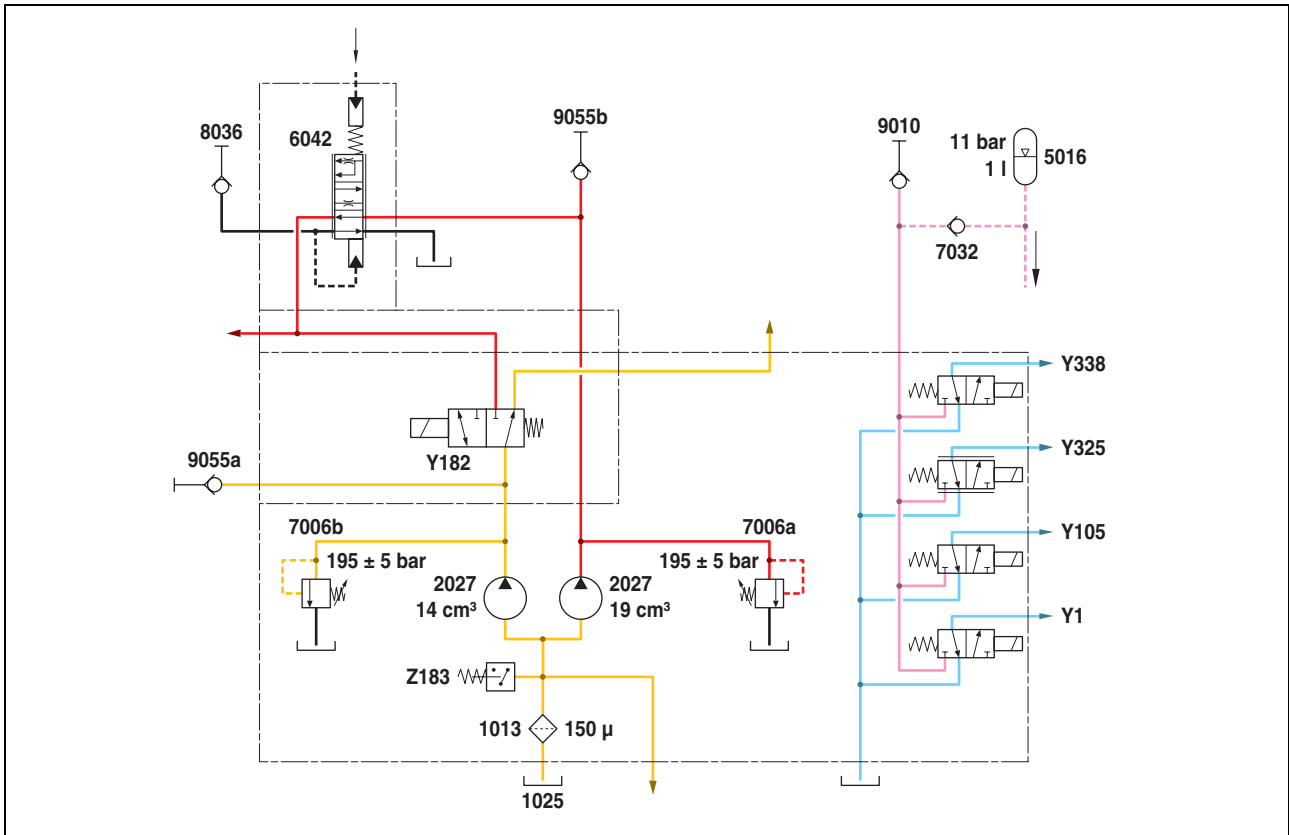 8036
6042
9055b
9010
11 bar
1 l
5016
7032
Y338
Y182
9055a
Y325
7006b
195 ± 5 bar
7006a
195 ± 5 bar
2027
14 cm³
2027
19 cm³
Y105
Y1
Z183
1013
150 µ
1025